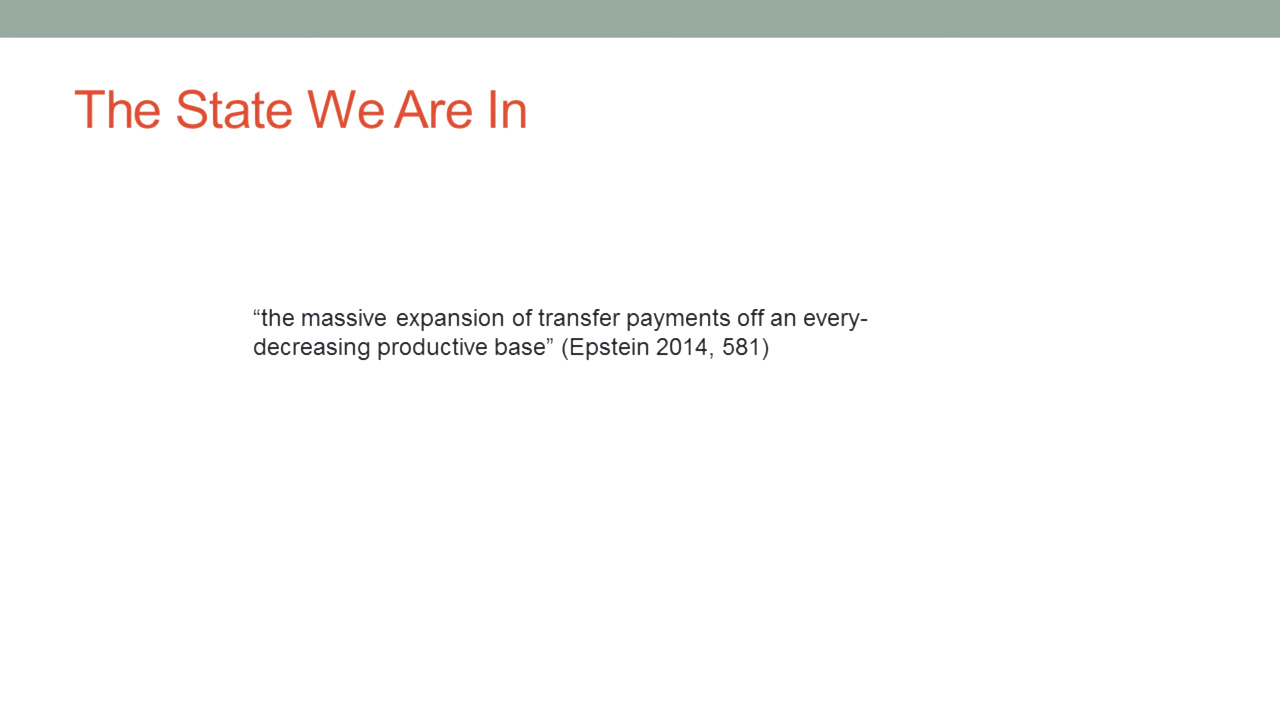 The State We Are In
“the massive expansion of transfer payments off an every-
decreasing productive base” (Epstein 2014, 581)